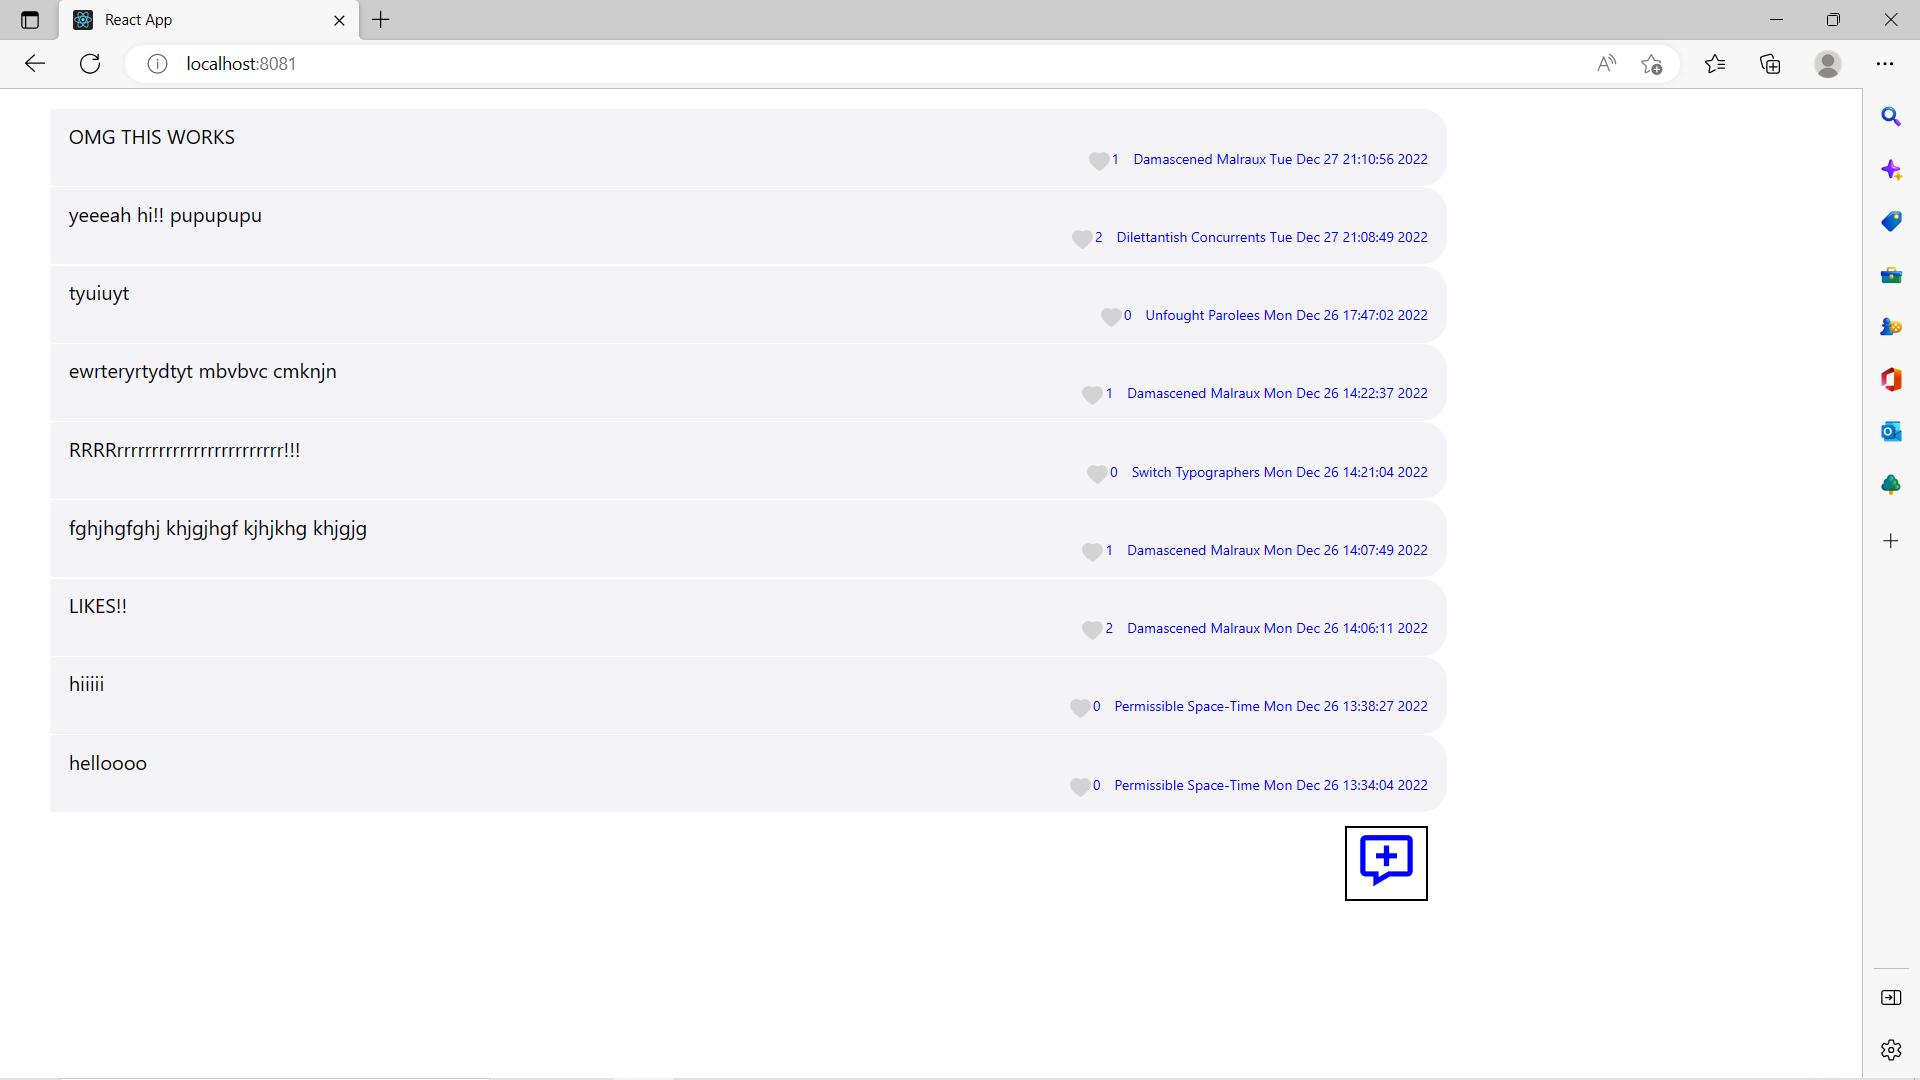 React App
localhost:8081
OMG THIS WORKS
1 Damascened Malraux Tue Dec 27 21:10:56 2022
yeeeah hi!! pupupupu
2 Dilettantish Concurrents Tue Dec 27 21:08:49 2022
tyuiuyt
0 Unfought Parolees Mon Dec 26 17:47:02 2022
ewrteryrtydtyt mbvbvc cmknjn
1 Damascened Malraux Mon Dec 26 14:22:37 2022
RRRRrrrrrrrrrrrrrrrrrrrrrrrr!!!
0 Switch Typographers Mon Dec 26 14:21:04 2022
fghjhgfghj khjgjhgf kjhjkhg khjgjg
1 Damascened Malraux Mon Dec 26 14:07:49 2022
LIKES!!
2 Damascened Malraux Mon Dec 26 14:06:11 2022
hiiiii
0 Permissible Space-Time Mon Dec 26 13:38:27 2022
helloooo
0 Permissible Space-Time Mon Dec 26 13:34:04 2022